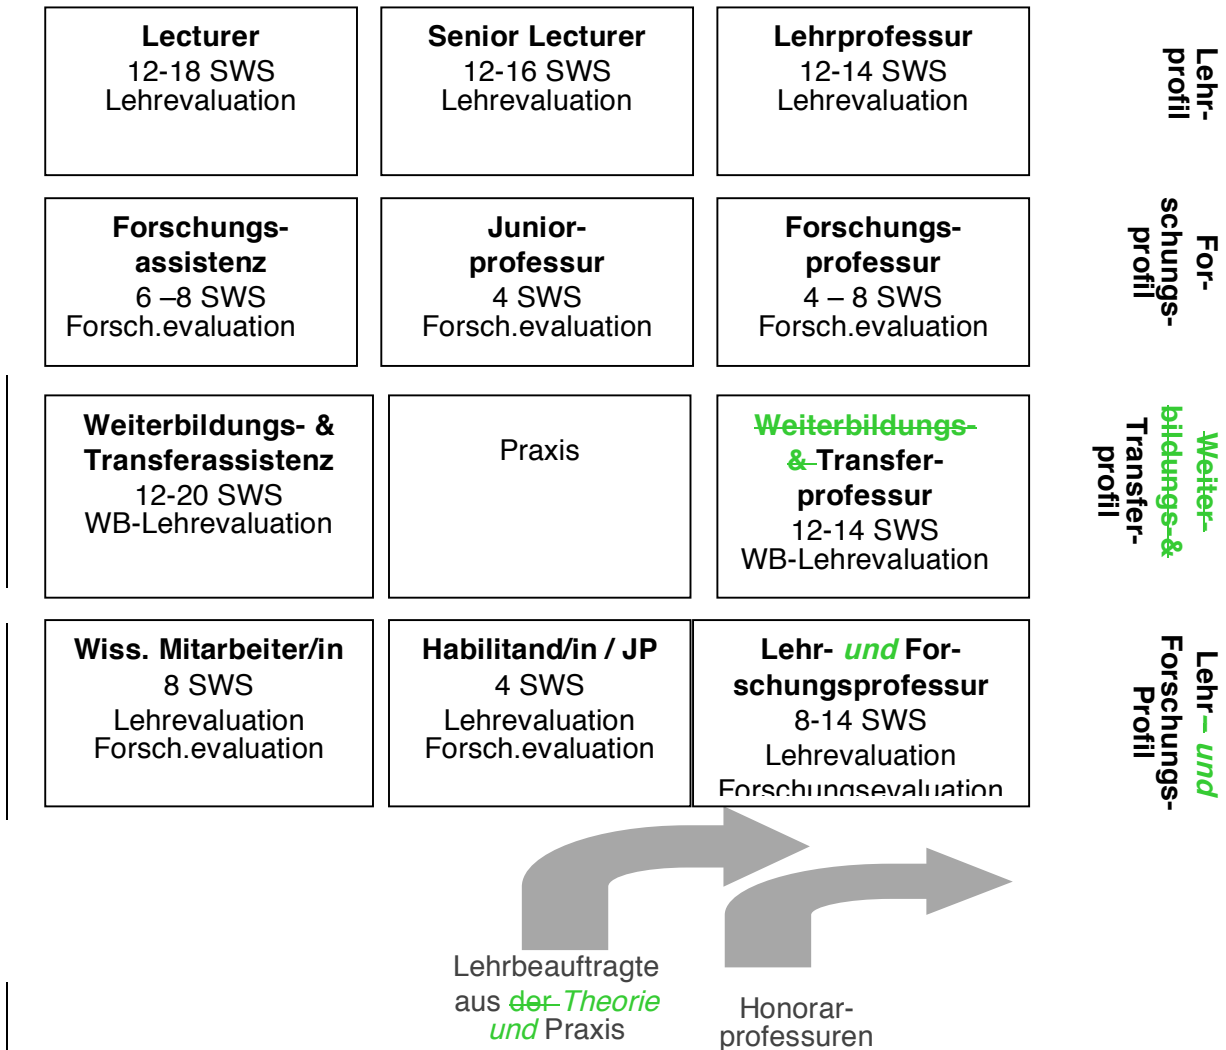 Lecturer
12-18 SWS
Lehrevaluation
Senior Lecturer
12-16 SWS
Lehrevaluation
Lehrprofessur
12-14 SWS
Lehrevaluation
Lehr-
profil
Forschungs-
assistenz
6 –8 SWS
Forsch.evaluation
Junior-
professur
4 SWS
Forsch.evaluation
Forschungs-
professur
4 – 8 SWS
Forsch.evaluation
For-
schungs-
profil
Weiterbildungs- &
Transferassistenz
12-20 SWS
WB-Lehrevaluation
Praxis
Weiterbildungs-
& Transfer-
professur
12-14 SWS
WB-Lehrevaluation
Weiter-
bildungs-&
Transfer-
profil
Wiss. Mitarbeiter/in
8 SWS
Lehrevaluation
Forsch.evaluation
Habilitand/in / JP
4 SWS
Lehrevaluation
Forsch.evaluation
Lehr- und For-
schungsprofessur
8-14 SWS
Lehrevaluation
Forschungsevaluation
Lehr-– und
Forschungs-
Profil
Lehrbeauftragte
aus der Theorie
und Praxis
Honorar-
professuren